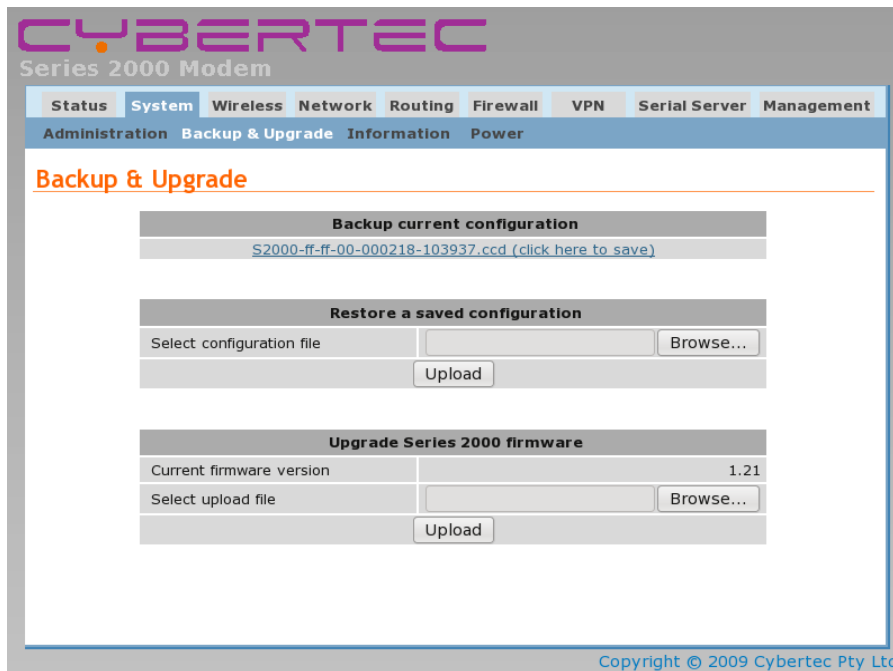 CYBERTEC
Series 2000 Modem
Status System Wireless Network Routing Firewall VPN Serial Server Management
Administration Backup & Upgrade Information Power
Backup & Upgrade
Backup current configuration
S2000-ff-ff-00-000218-103937.ccd (click here to save)
Restore a saved configuration
Select configuration file Browse...
Upload
Upgrade Series 2000 firmware
Current firmware version 1.21
Select upload file Browse...
Upload
Copyright © 2009 Cybertec Pty Ltd